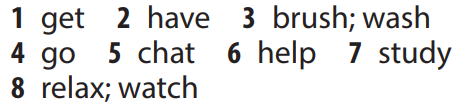 1 get 2 have 3 brush; wash
4 go 5 chat 6 help 7 study
8 relax; watch